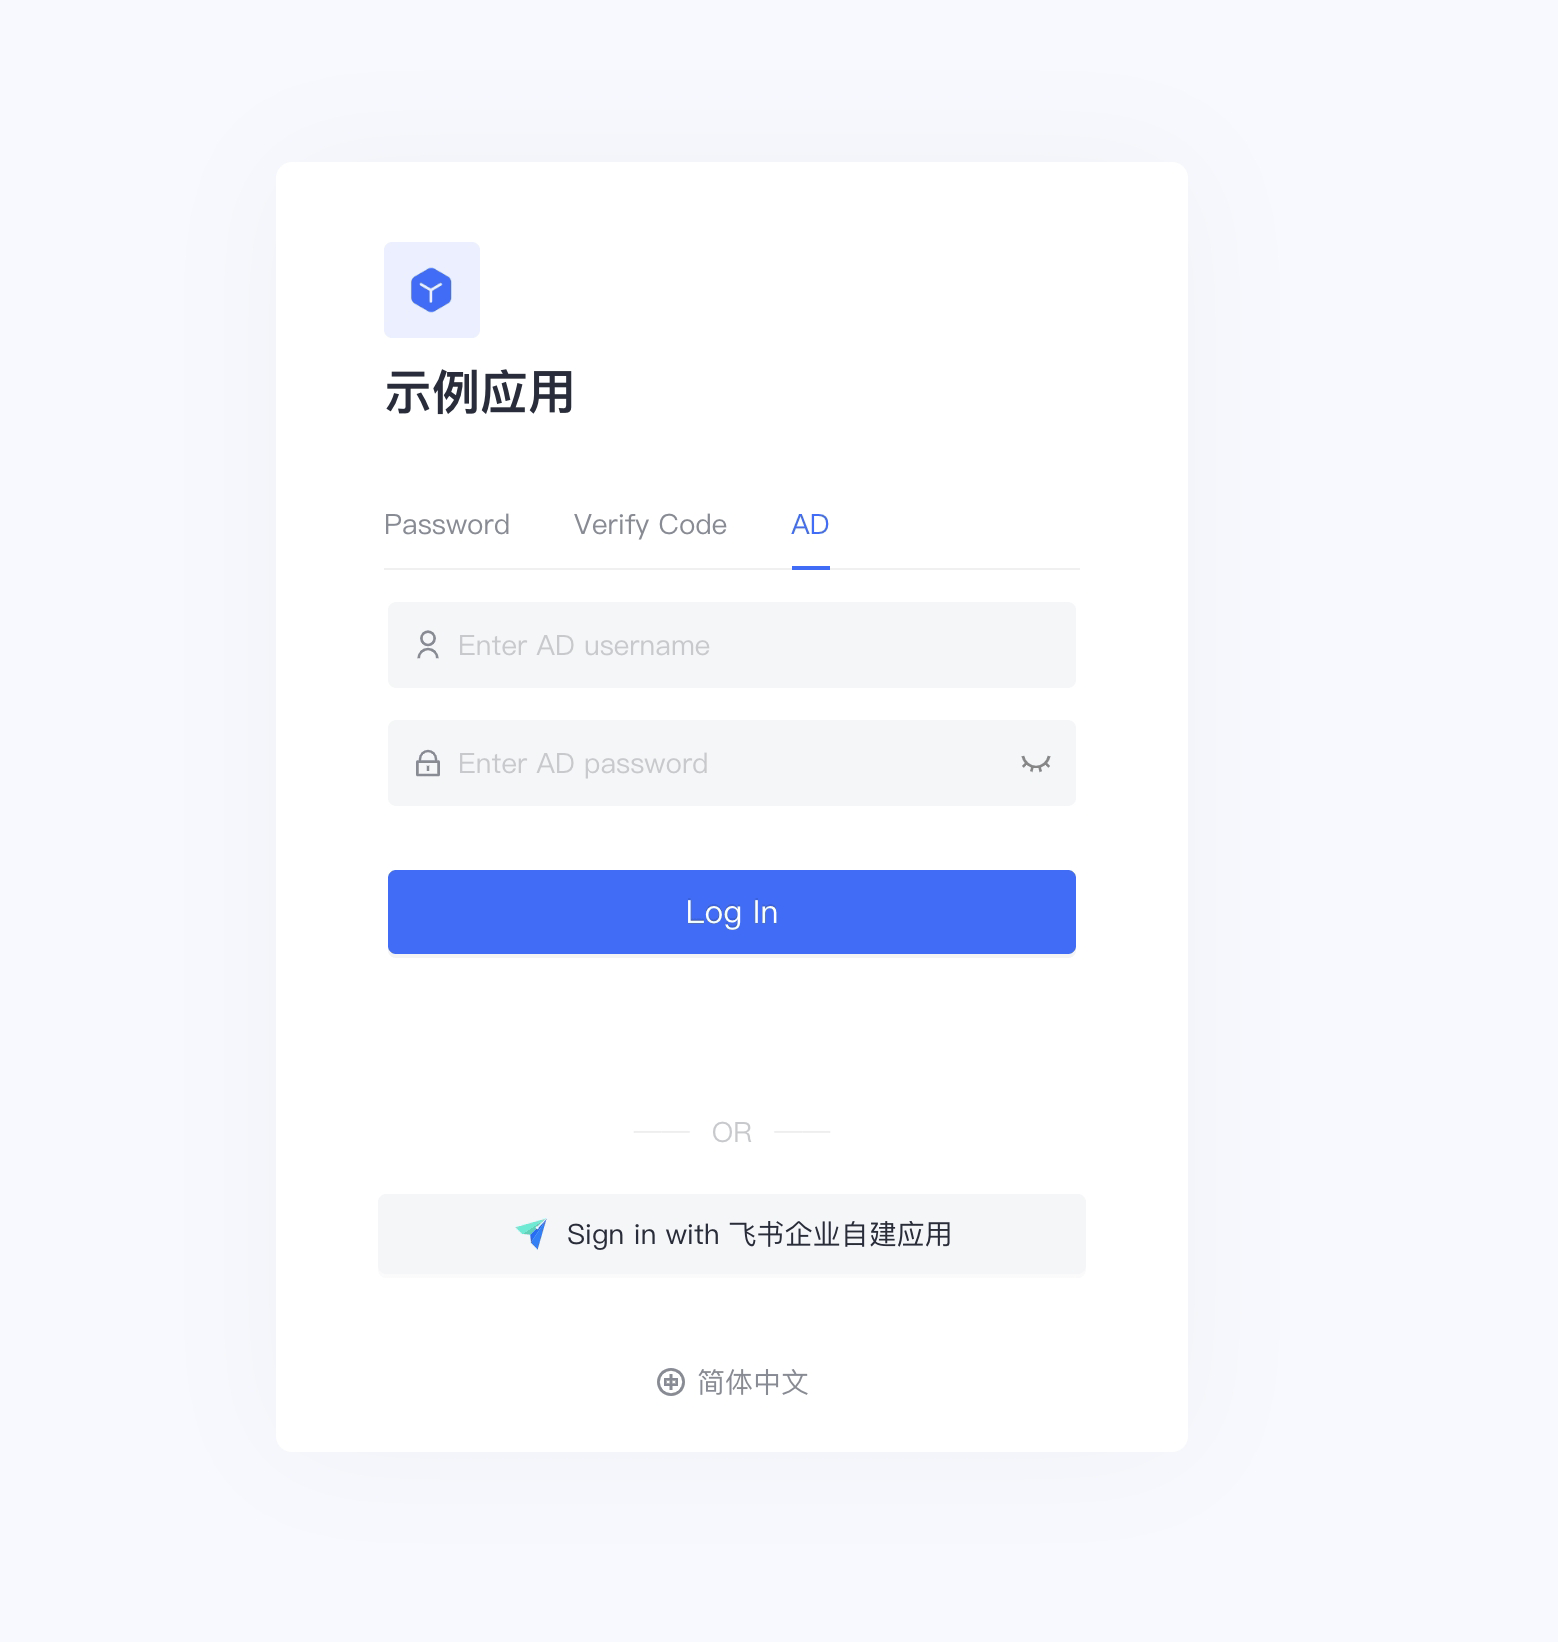 示例应用
Password Verify Code AD
Enter AD username
Enter AD password
Log In
OR
Sign in with 飞书企业自建应用
简体中文